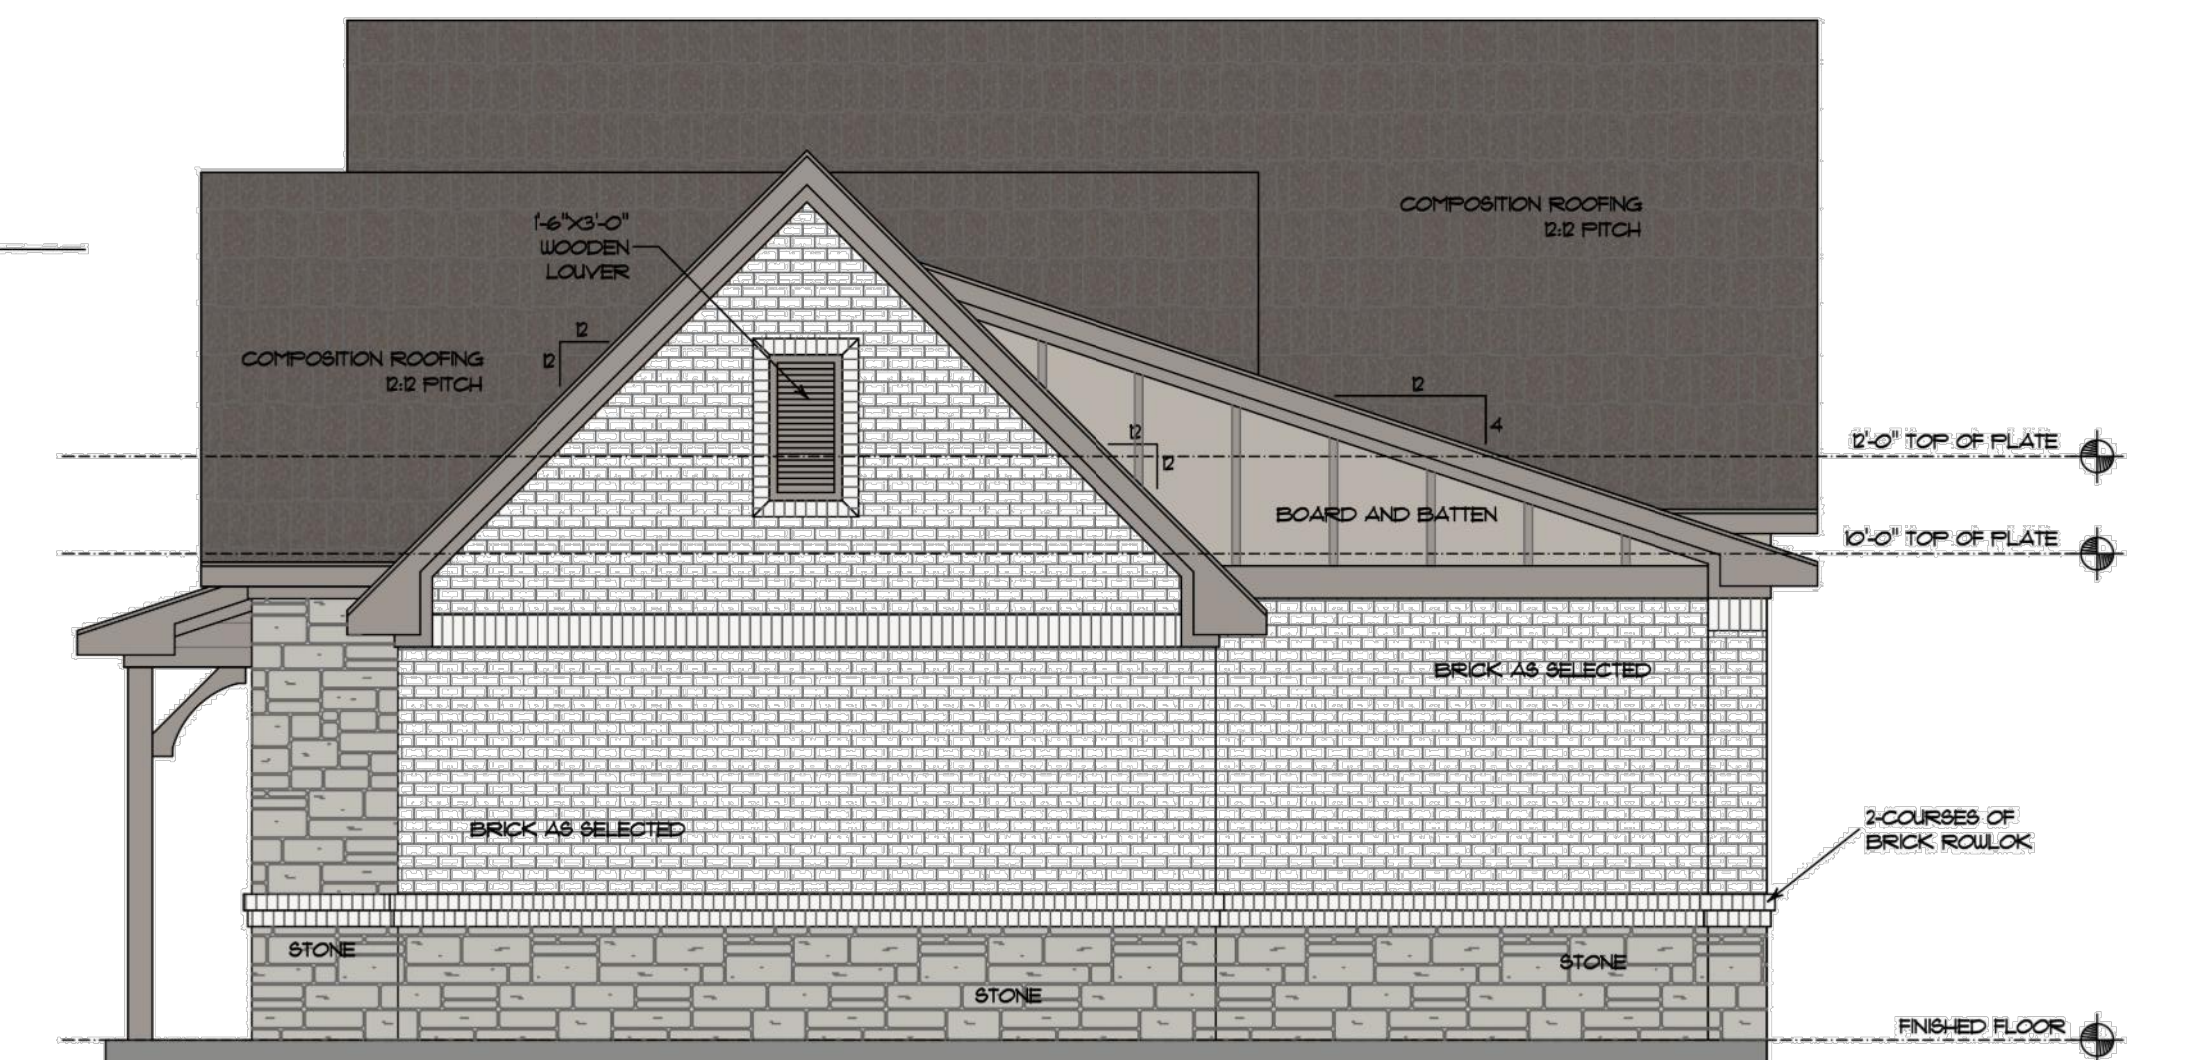 COMPOSITION ROOFING
12:12 PITCH
1'-6"X3'-0"
WOODEN
LOUVER
12
12
COMPOSITION ROOFING
12:12 PITCH
12
4
12
12
12'-0" TOP OF PLATE
BOARD AND BATTEN
10'-0" TOP OF PLATE
BRICK AS SELECTED
BRICK AS SELECTED
2-COURSES OF
BRICK ROWLOK
STONE
STONE
STONE
FINISHED FLOOR